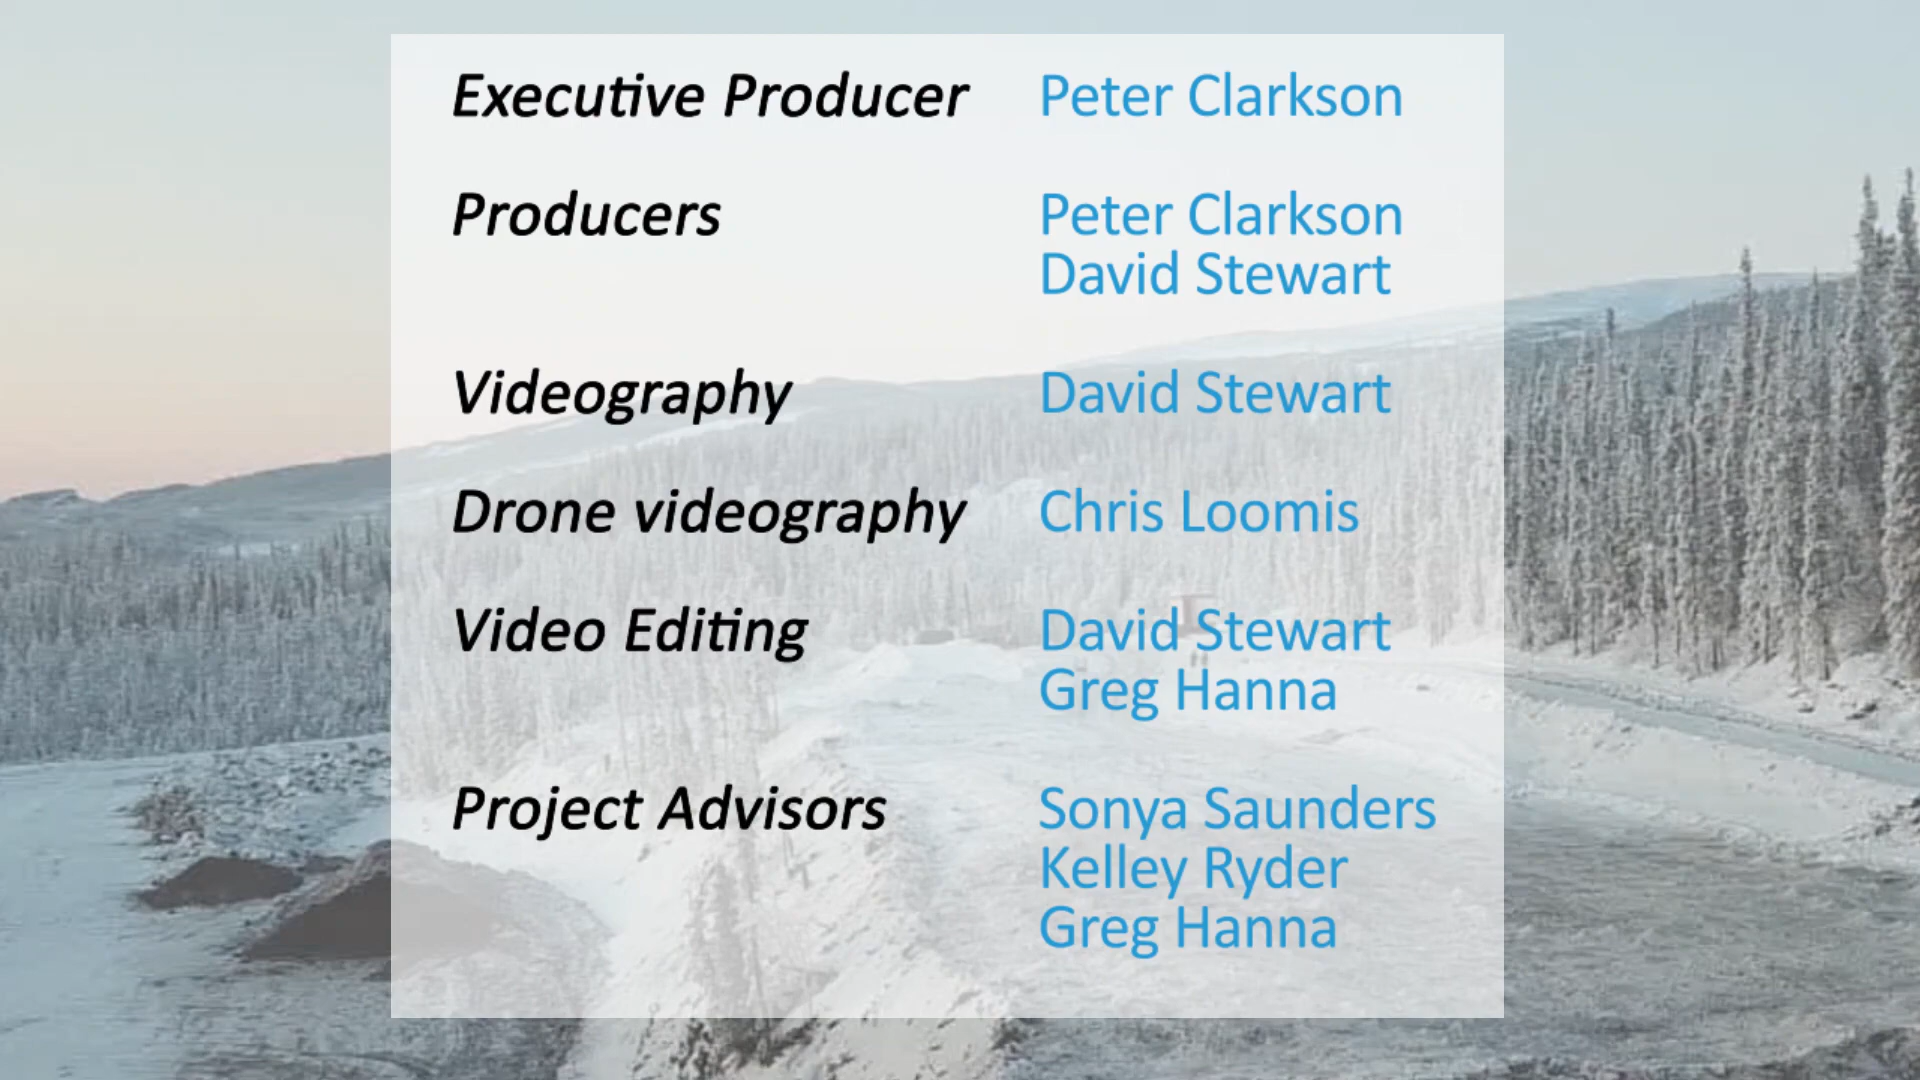 Executive Producer Peter Clarkson
Producers Peter Clarkson
David Stewart
Videography David Stewart
Drone videography Chris Loomis
Video Editing David Stewart
Greg Hanna
Project Advisors Sonya Saunders
Kelley Ryder
Greg Hanna